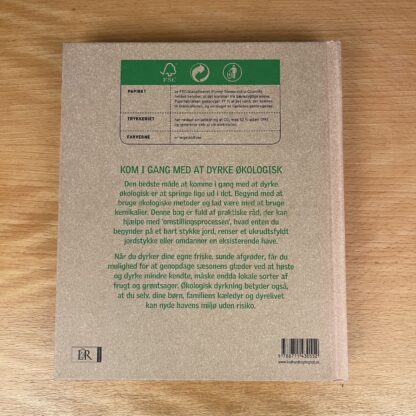 FSC
PAPIRET
TRYKKERIET
FARVERNE
KOM I GANG MED AT DYRKE ØKOLOGISK
Den bedste måde at komme i gang med at dyrke
økologisk er at springe lige ud i det. Begynd med at
bruge økologiske metoder og lad være med at bruge
kemikalier. Denne bog er fuld af praktiske råd, der kan
hjælpe med 'omstillingsprocessen', hvad enten du
begynder på et bart stykke jord, renser et ukrudtsfyldt
jordstykke eller omdanner en eksisterende have.
Når du dyrker dine egne friske, sunde afgrøder, får du
mulighed for at genopdage sæsonens glæder ved at høste
og dyrke mindre kendte, måske endda lokale sorter af
frugt og grøntsager. Økologisk dyrkning betyder også,
at du selv, dine børn, familiens kæledyr og dyrelivet
kan nyde havens miljø uden risiko.
L&R